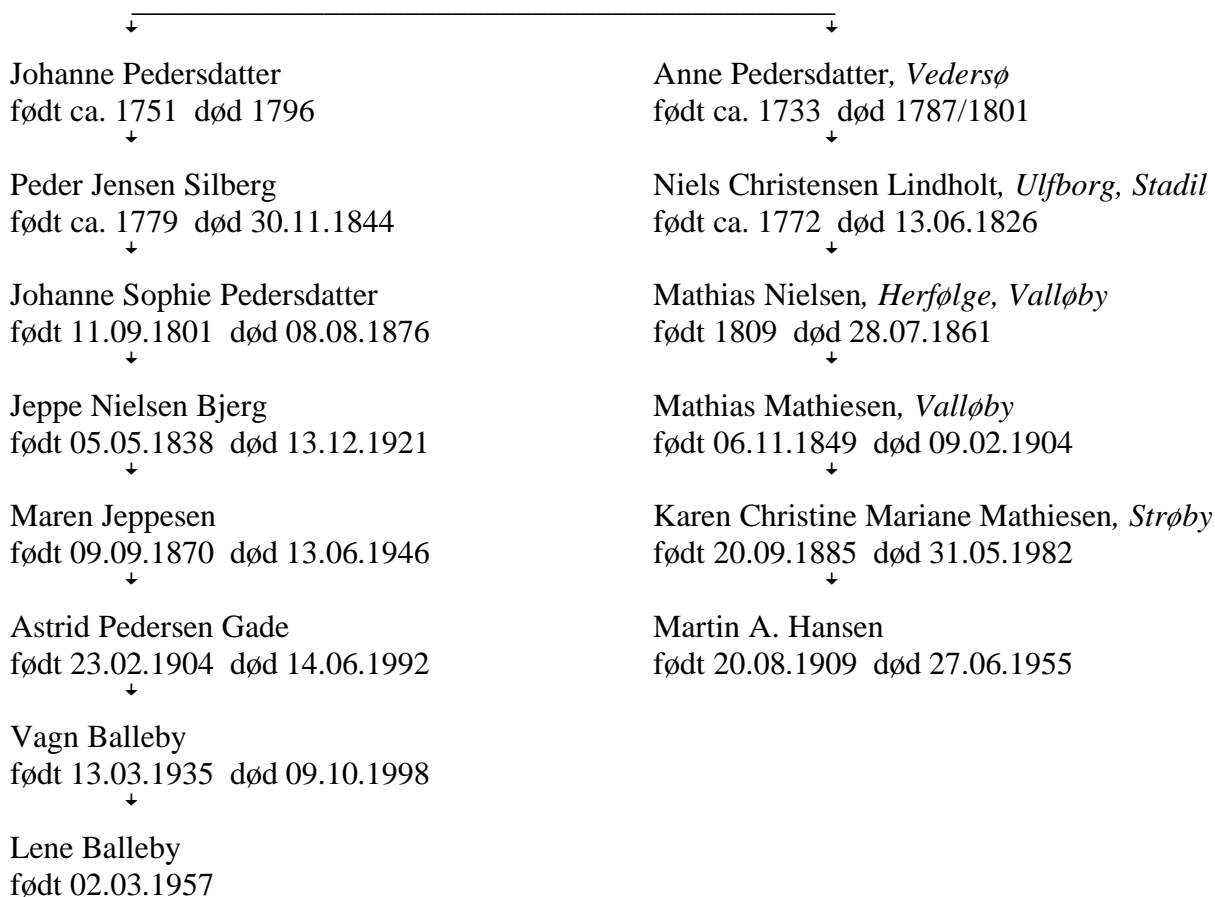 Johanne Pedersdatter
født ca. 1751 død 1796
Peder Jensen Silberg
født ca. 1779 død 30.11.1844
Johanne Sophie Pedersdatter
født 11.09.1801 død 08.08.1876
Jeppe Nielsen Bjerg
født 05.05.1838 død 13.12.1921
Maren Jeppesen
født 09.09.1870 død 13.06.1946
Astrid Pedersen Gade
født 23.02.1904 død 14.06.1992
Vagn Balleby
født 13.03.1935 død 09.10.1998
Lene Balleby
født 02.03.1957
Anne Pedersdatter, Vedersø
født ca. 1733 død 1787/1801
Niels Christensen Lindholt, Ulfborg, Stadil
født ca. 1772 død 13.06.1826
Mathias Nielsen, Herfølge, Valløby
født 1809 død 28.07.1861
Mathias Mathiesen, Valløby
født 06.11.1849 død 09.02.1904
Karen Christine Mariane Mathiesen, Strøby
født 20.09.1885 død 31.05.1982
Martin A. Hansen
født 20.08.1909 død 27.06.1955